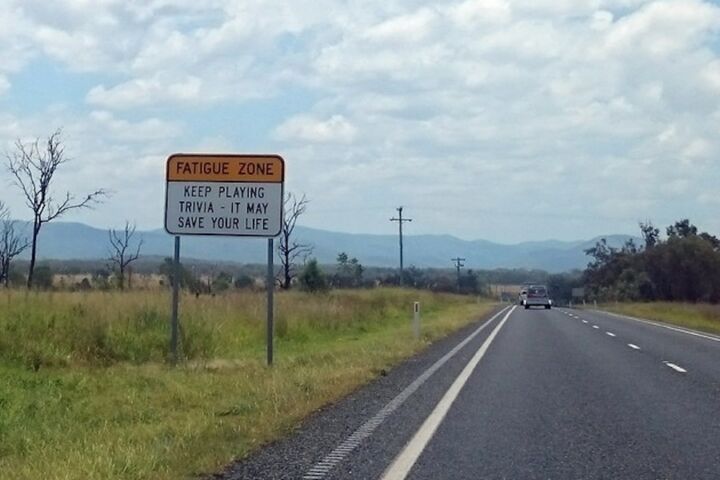 FATIGUE ZONE
KEEP PLAYING
TRIVIA - IT MAY
SAVE YOUR LIFE